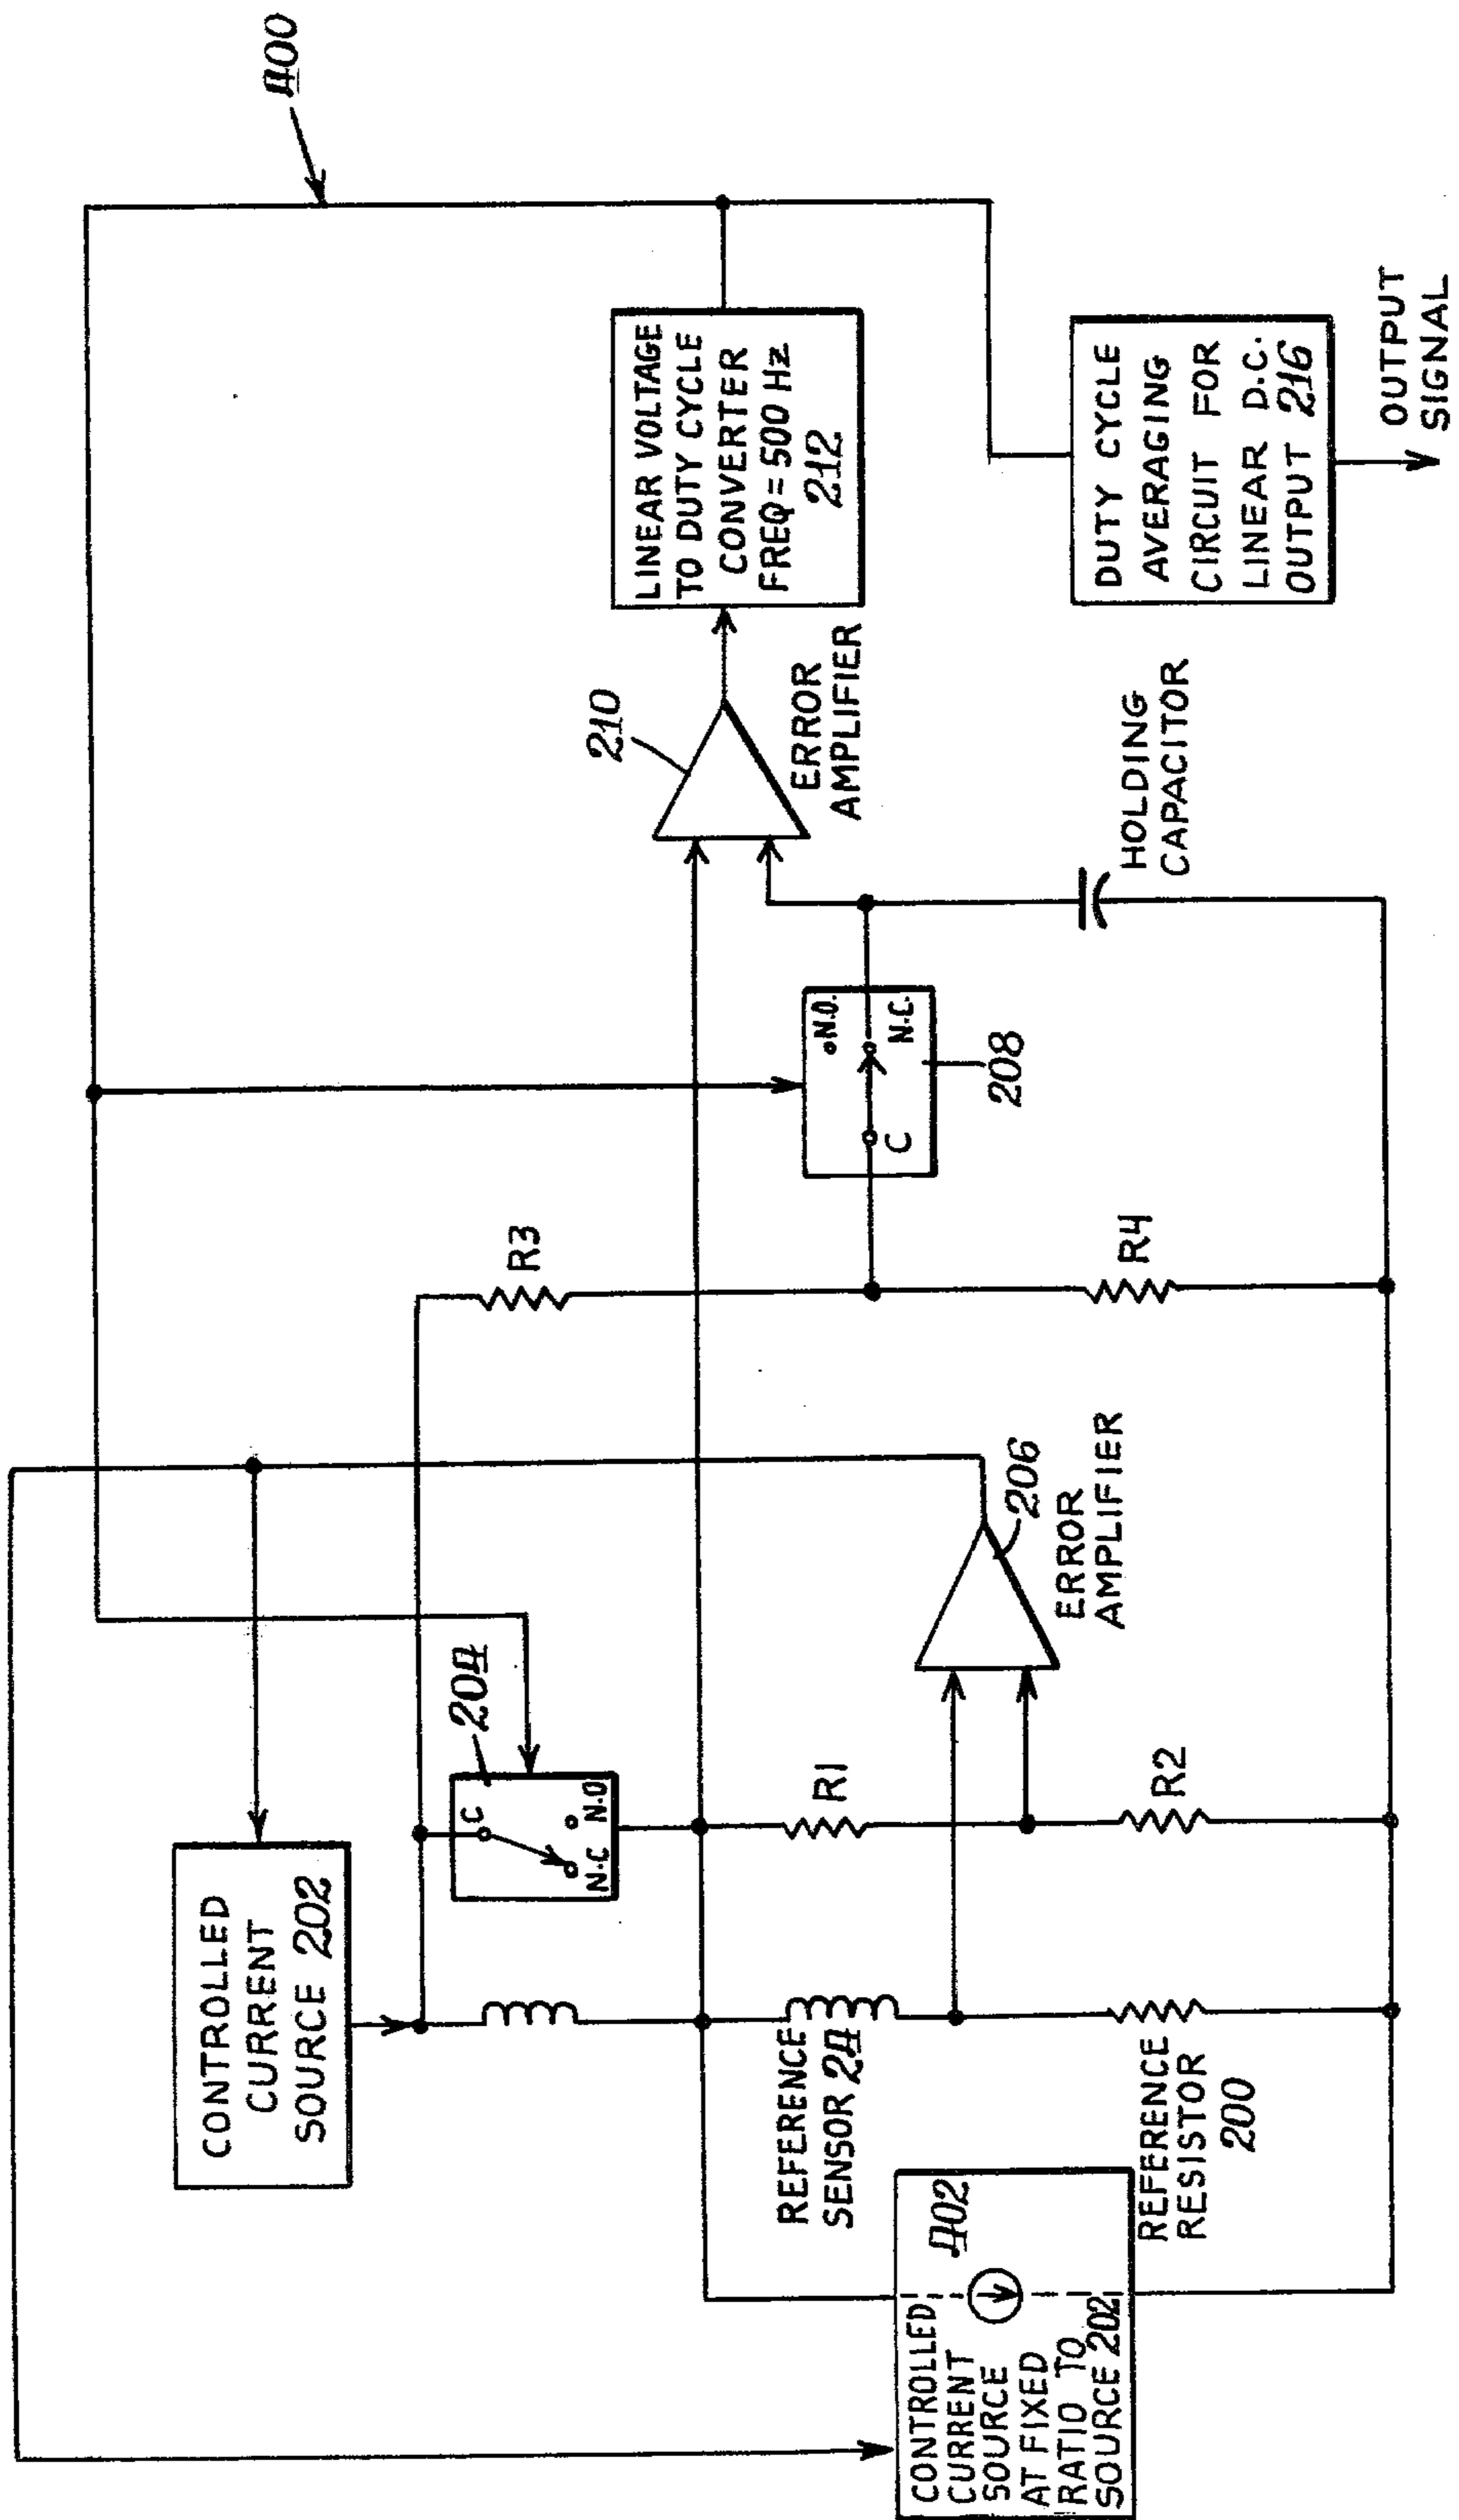 400
CONTROLLED
CURRENT
SOURCE 202
204
C
N.C
N.O
R3
LINEAR VOLTAGE
TO DUTY CYCLE
CONVERTER
FREQ = 500 Hz
212
210
ERROR
AMPLIFIER
N.O.
C
N.C.
208
REFERENCE
SENSOR 24
R1
206
ERROR
AMPLIFIER
R4
HOLDING
CAPACITOR
DUTY CYCLE
AVERAGING
CIRCUIT FOR
LINEAR D.C.
OUTPUT 216
402
CONTROLLED
CURRENT
SOURCE
AT FIXED
RATIO TO
SOURCE 202
REFERENCE
RESISTOR
200
R2
OUTPUT
SIGNAL